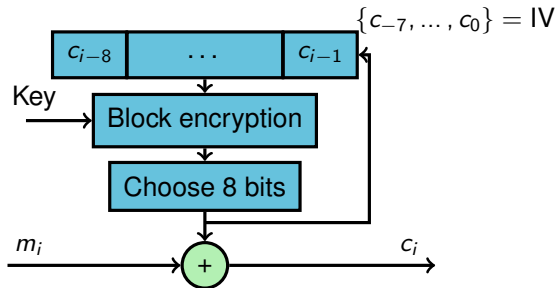 {c₋₇, ..., c₀} = IV
cᵢ₋₈ ... cᵢ₋₁
Key
Block encryption
Choose 8 bits
mᵢ
cᵢ
+